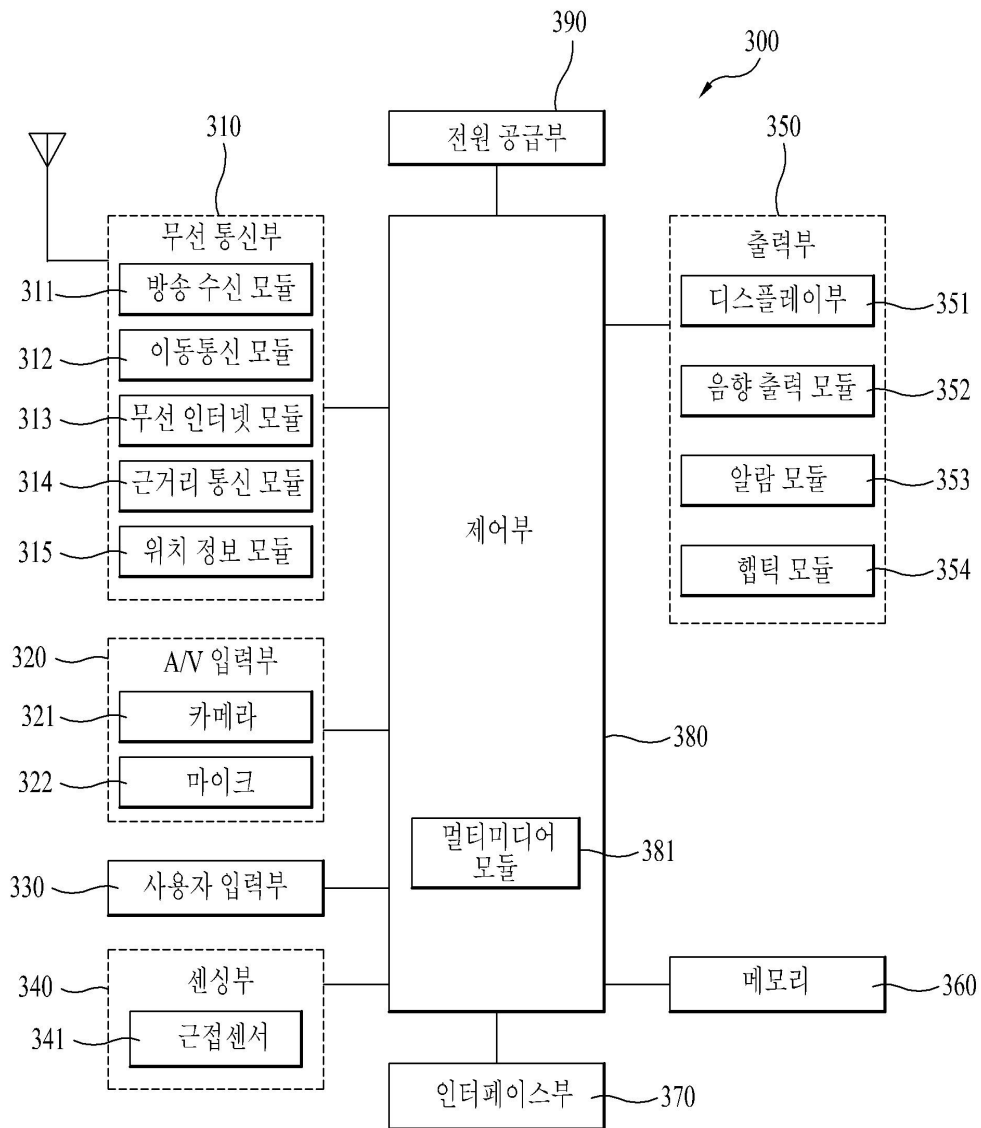 390
300
전원 공급부
310
350
무선 통신부
311 방송 수신 모듈
312 이동통신 모듈
313 무선 인터넷 모듈
314 근거리 통신 모듈
315 위치 정보 모듈
출력부
디스플레이부 351
음향 출력 모듈 352
알람 모듈 353
햅틱 모듈 354
제어부
380
멀티미디어
모듈
381
320 A/V 입력부
321 카메라
322 마이크
330 사용자 입력부
340 센싱부
341 근접센서
메모리 360
인터페이스부 370